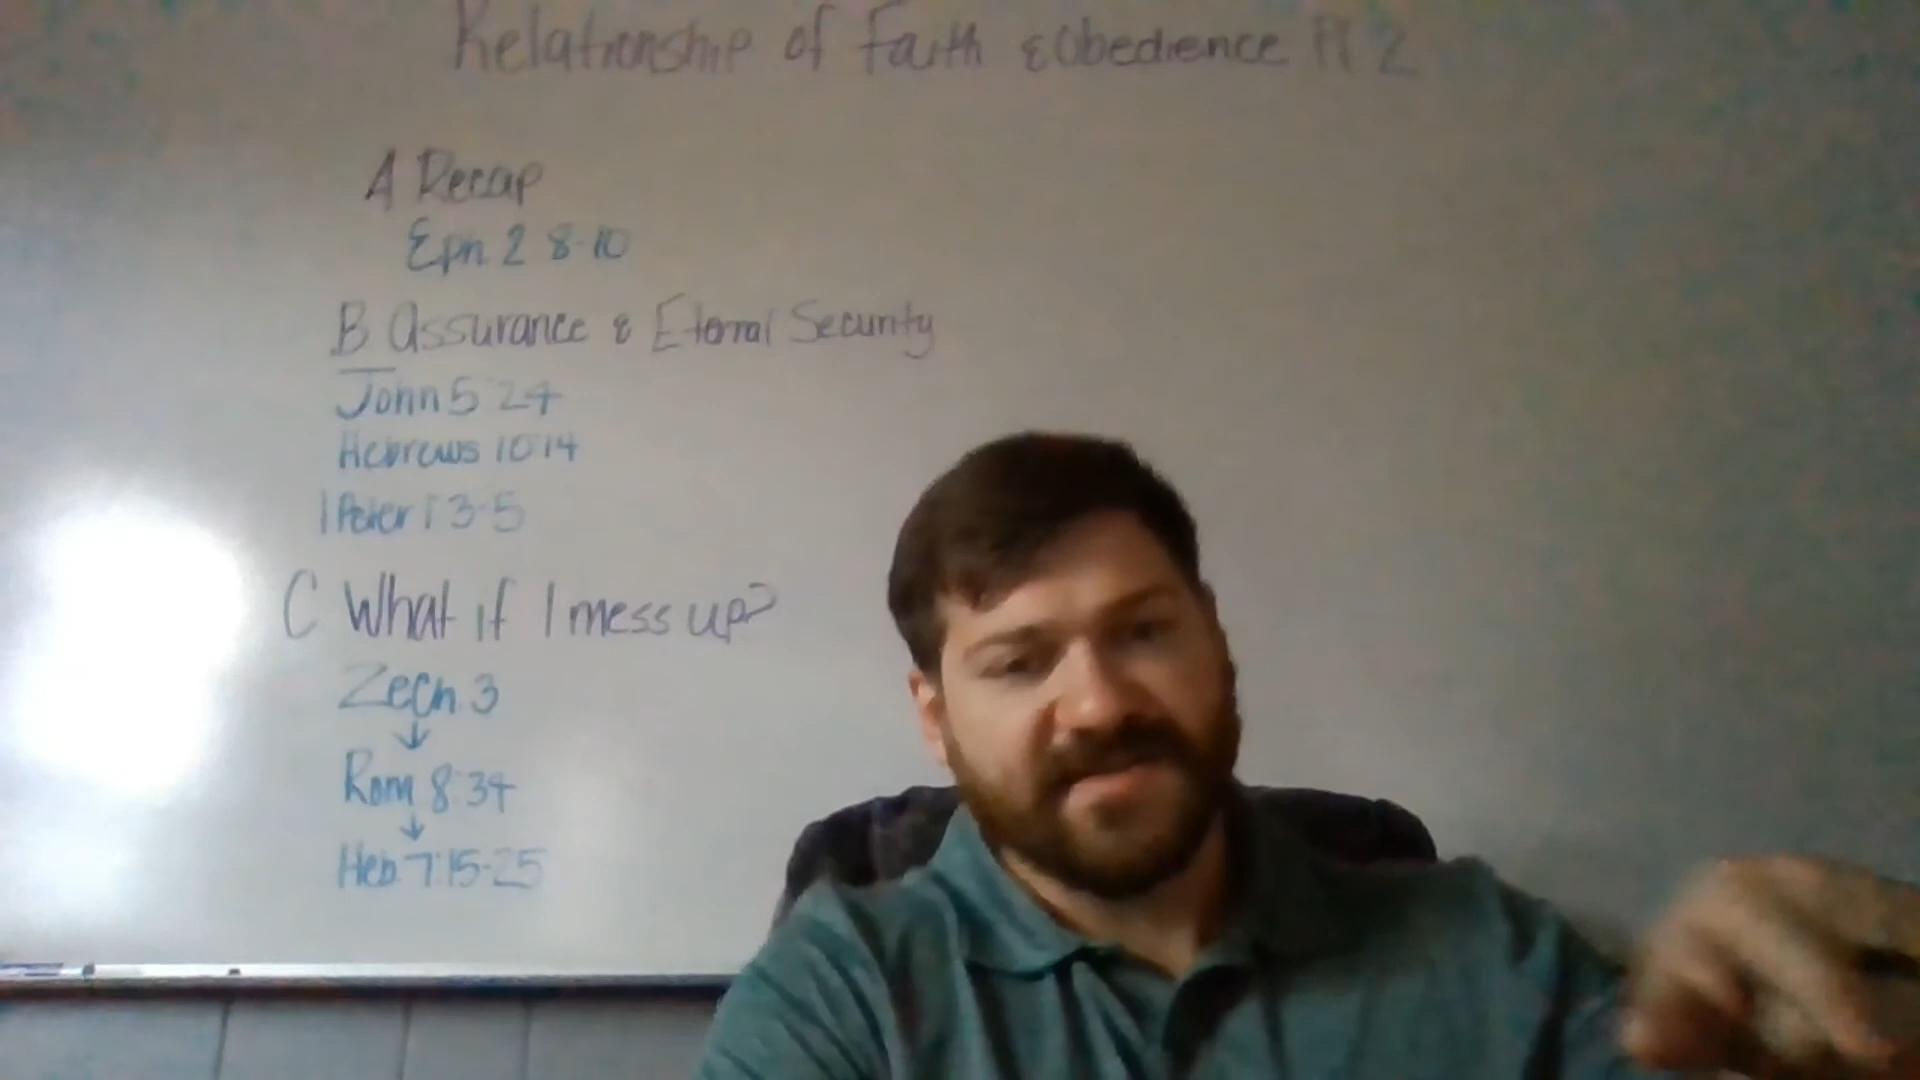 Relationship of Faith & Obedience Pt 2
A Recap
Eph 2 8-10
B Assurance & Eternal Security
John 5:24
Hebrews 10:14
1 Peter 1 3-5
C What if I mess up?
Zech. 3
↓
Rom 8:34
↓
Heb. 7:15-25